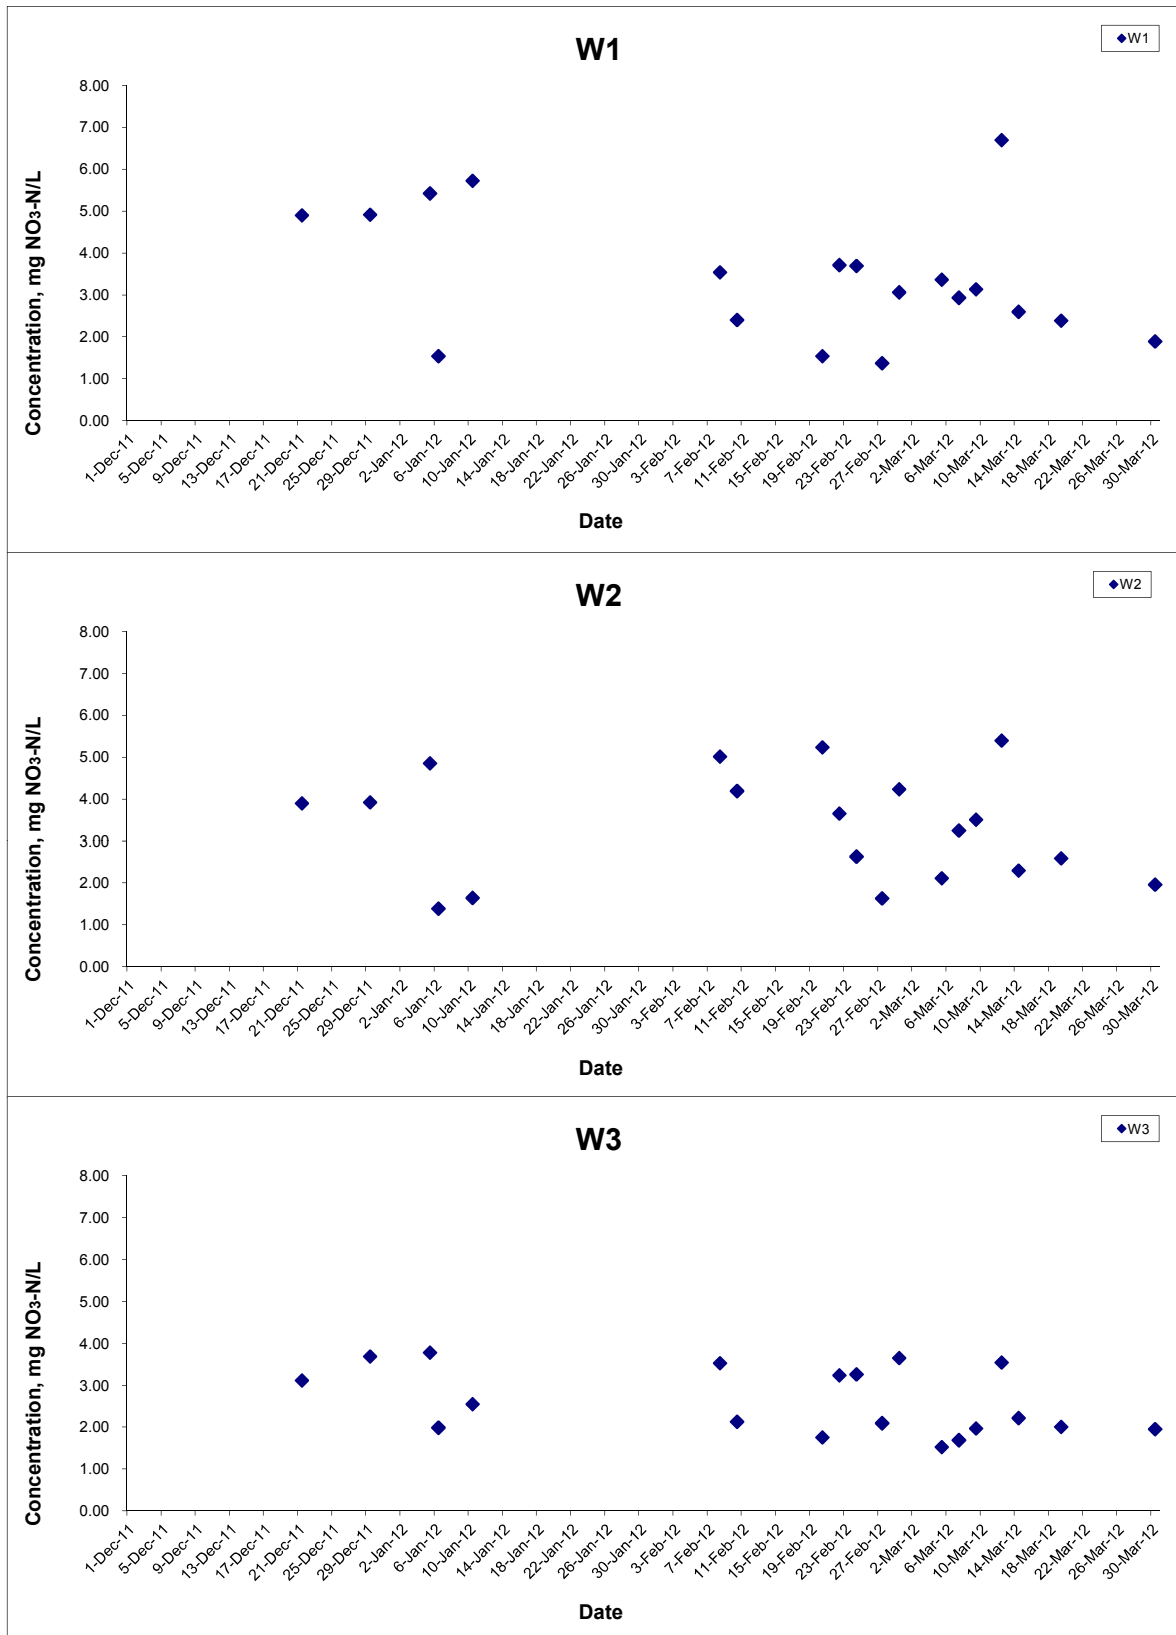 W1
W1
8.00
7.00
6.00
5.00
4.00
3.00
2.00
1.00
0.00
Concentration, mg NO3-N/L
1-Dec-11
5-Dec-11
9-Dec-11
13-Dec-11
17-Dec-11
21-Dec-11
25-Dec-11
29-Dec-11
2-Jan-12
6-Jan-12
10-Jan-12
14-Jan-12
18-Jan-12
22-Jan-12
26-Jan-12
30-Jan-12
3-Feb-12
7-Feb-12
11-Feb-12
15-Feb-12
19-Feb-12
23-Feb-12
27-Feb-12
2-Mar-12
6-Mar-12
10-Mar-12
14-Mar-12
18-Mar-12
22-Mar-12
26-Mar-12
30-Mar-12
Date
W2
W2
8.00
7.00
6.00
5.00
4.00
3.00
2.00
1.00
0.00
Concentration, mg NO3-N/L
1-Dec-11
5-Dec-11
9-Dec-11
13-Dec-11
17-Dec-11
21-Dec-11
25-Dec-11
29-Dec-11
2-Jan-12
6-Jan-12
10-Jan-12
14-Jan-12
18-Jan-12
22-Jan-12
26-Jan-12
30-Jan-12
3-Feb-12
7-Feb-12
11-Feb-12
15-Feb-12
19-Feb-12
23-Feb-12
27-Feb-12
2-Mar-12
6-Mar-12
10-Mar-12
14-Mar-12
18-Mar-12
22-Mar-12
26-Mar-12
30-Mar-12
Date
W3
W3
8.00
7.00
6.00
5.00
4.00
3.00
2.00
1.00
0.00
Concentration, mg NO3-N/L
1-Dec-11
5-Dec-11
9-Dec-11
13-Dec-11
17-Dec-11
21-Dec-11
25-Dec-11
29-Dec-11
2-Jan-12
6-Jan-12
10-Jan-12
14-Jan-12
18-Jan-12
22-Jan-12
26-Jan-12
30-Jan-12
3-Feb-12
7-Feb-12
11-Feb-12
15-Feb-12
19-Feb-12
23-Feb-12
27-Feb-12
2-Mar-12
6-Mar-12
10-Mar-12
14-Mar-12
18-Mar-12
22-Mar-12
26-Mar-12
30-Mar-12
Date